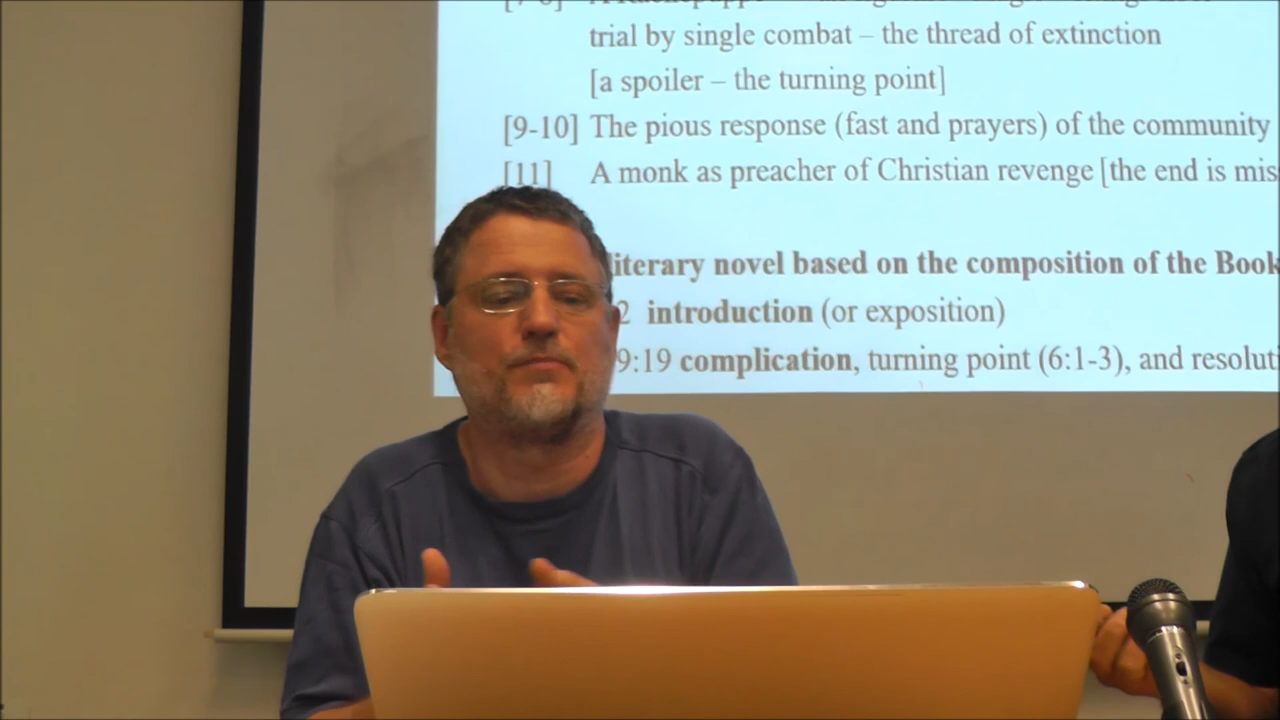 trial by single combat – the thread of extinction
[a spoiler – the turning point]
[9-10] The pious response (fast and prayers) of the community
[11] A monk as preacher of Christian revenge [the end is mis
literary novel based on the composition of the Book
2 introduction (or exposition)
9:19 complication, turning point (6:1-3), and resoluti